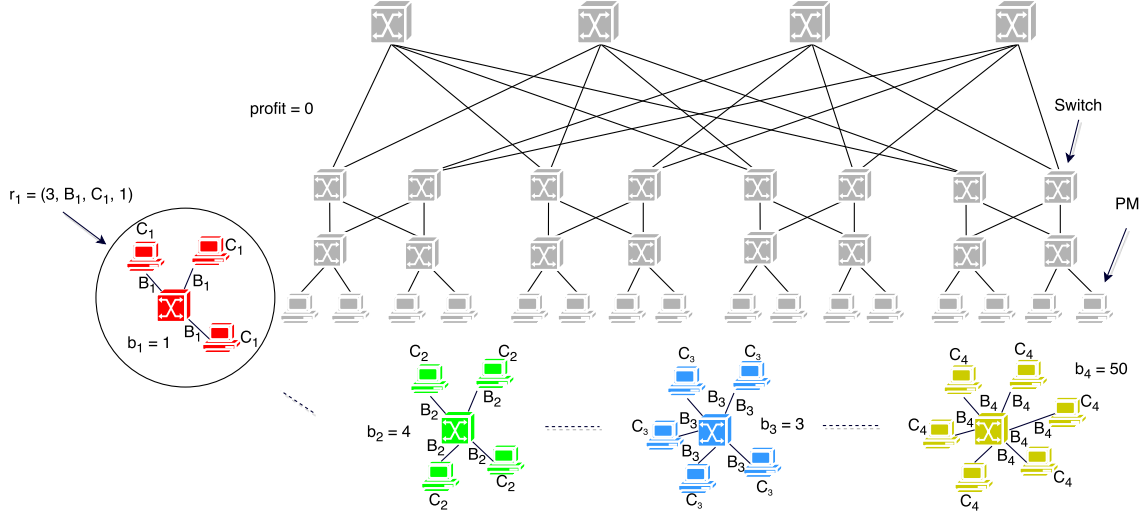 profit = 0
Switch
r₁ = (3, B₁, C₁, 1)
PM
C₁
C₁
B₁
B₁
B₁
C₁
b₁ = 1
C₂
C₂
B₂
B₂
b₂ = 4
B₂
B₂
C₂
C₂
C₃
C₃
B₃
B₃
C₃
B₃
b₃ = 3
B₃
B₃
C₃
C₃
C₄
C₄
b₄ = 50
B₄
B₄
C₄
C₄
B₄
B₄
B₄
B₄
C₄
C₄